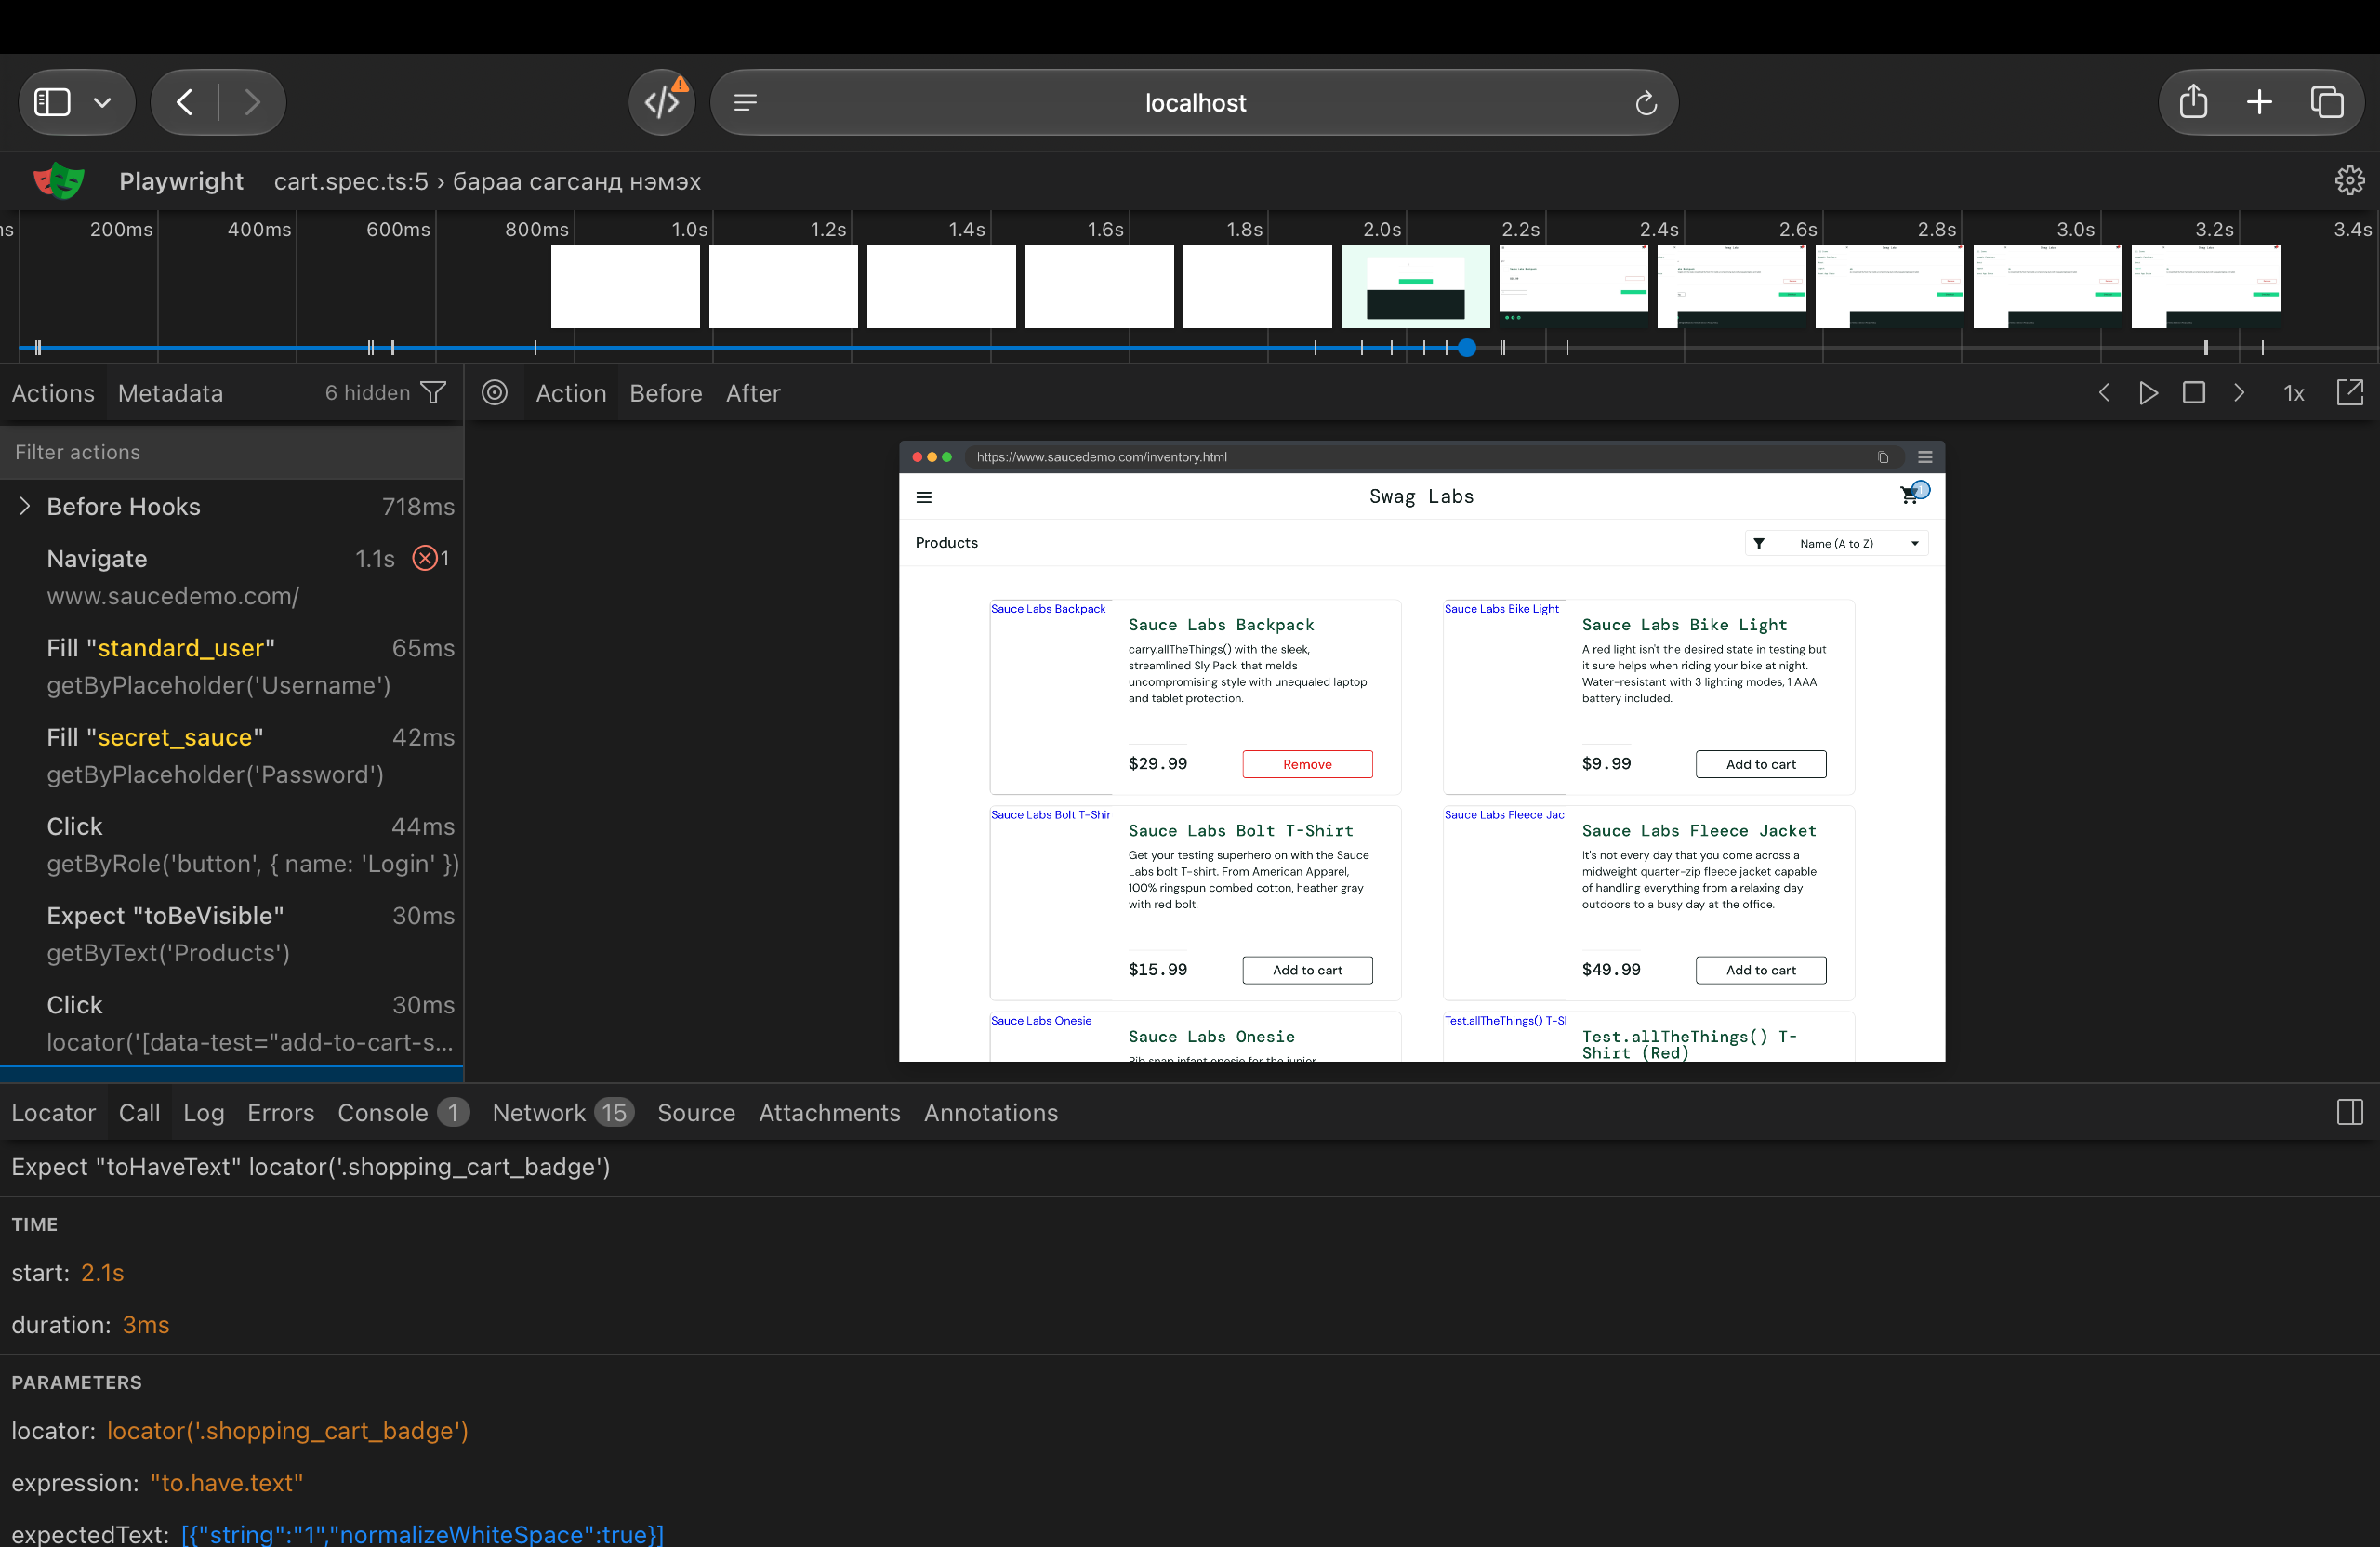 localhost
Playwright cart.spec.ts:5 › бараа сагсанд нэмэх
200ms 400ms 600ms 800ms 1.0s 1.2s 1.4s 1.6s 1.8s 2.0s 2.2s 2.4s 2.6s 2.8s 3.0s 3.2s 3.4s
Actions Metadata 6 hidden
Action Before After
1x
Filter actions
Before Hooks 718ms
Navigate 1.1s 1
www.saucedemo.com/
Fill "standard_user" 65ms
getByPlaceholder('Username')
Fill "secret_sauce" 42ms
getByPlaceholder('Password')
Click 44ms
getByRole('button', { name: 'Login' })
Expect "toBeVisible" 30ms
getByText('Products')
Click 30ms
locator('[data-test="add-to-cart-s...
https://www.saucedemo.com/inventory.html
Swag Labs
1
Products
Name (A to Z)
Sauce Labs Backpack
Sauce Labs Backpack
carry.allTheThings() with the sleek,
streamlined Sly Pack that melds
uncompromising style with unequaled laptop
and tablet protection.
$29.99
Remove
Sauce Labs Bike Light
Sauce Labs Bike Light
A red light isn't the desired state in testing but
it sure helps when riding your bike at night.
Water-resistant with 3 lighting modes, 1 AAA
battery included.
$9.99
Add to cart
Sauce Labs Bolt T-Shir
Sauce Labs Bolt T-Shirt
Get your testing superhero on with the Sauce
Labs bolt T-shirt. From American Apparel,
100% ringspun combed cotton, heather gray
with red bolt.
$15.99
Add to cart
Sauce Labs Fleece Jac
Sauce Labs Fleece Jacket
It's not every day that you come across a
midweight quarter-zip fleece jacket capable
of handling everything from a relaxing day
outdoors to a busy day at the office.
$49.99
Add to cart
Sauce Labs Onesie
Sauce Labs Onesie
Rib snap infant onesie for the junior
Test.allTheThings() T-S
Test.allTheThings() T-
Shirt (Red)
Locator Call Log Errors Console 1 Network 15 Source Attachments Annotations
Expect "toHaveText" locator('.shopping_cart_badge')
TIME
start: 2.1s
duration: 3ms
PARAMETERS
locator: locator('.shopping_cart_badge')
expression: "to.have.text"
expectedText: [{"string":"1","normalizeWhiteSpace":true}]